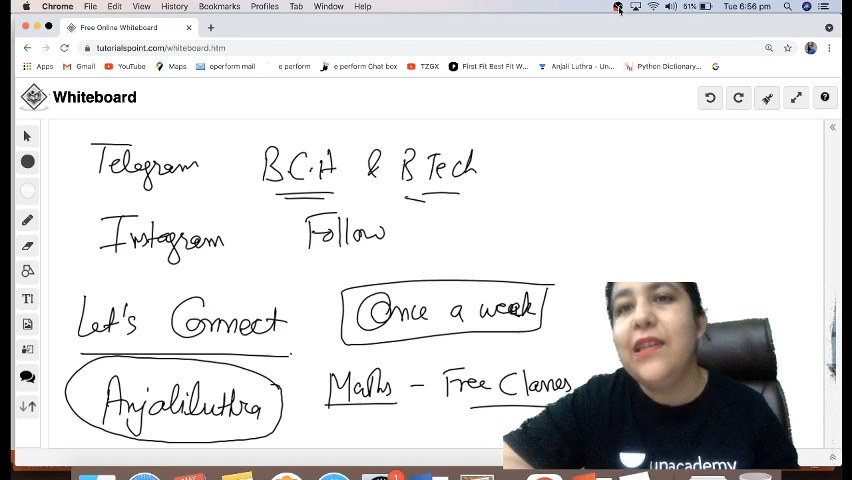 Chrome File Edit View History Bookmarks Profiles Tab Window Help 61% Tue 6:56 pm
Free Online Whiteboard
tutorialspoint.com/whiteboard.htm
Apps Gmail YouTube Maps eperform mail e perform e perform Chat box TZGX First Fit Best Fit W... Anjali Luthra - Un... Python Dictionary...
Whiteboard
Telegram B.C.A & B Tech
Instagram Follow
Let's Connect Once a week
Anjaliluthra Maths - Free Classes
unacademy